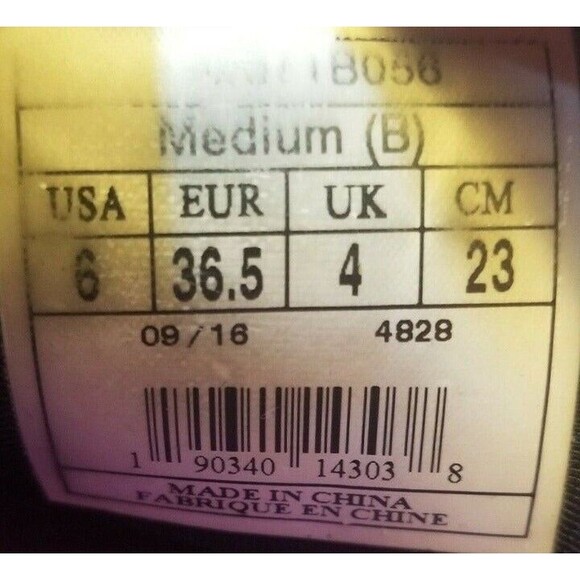 Medium (B)
USA EUR UK CM
6 36.5 4 23
09/16 4828
1 90340 14303 8
MADE IN CHINA
FABRIQUE EN CHINE